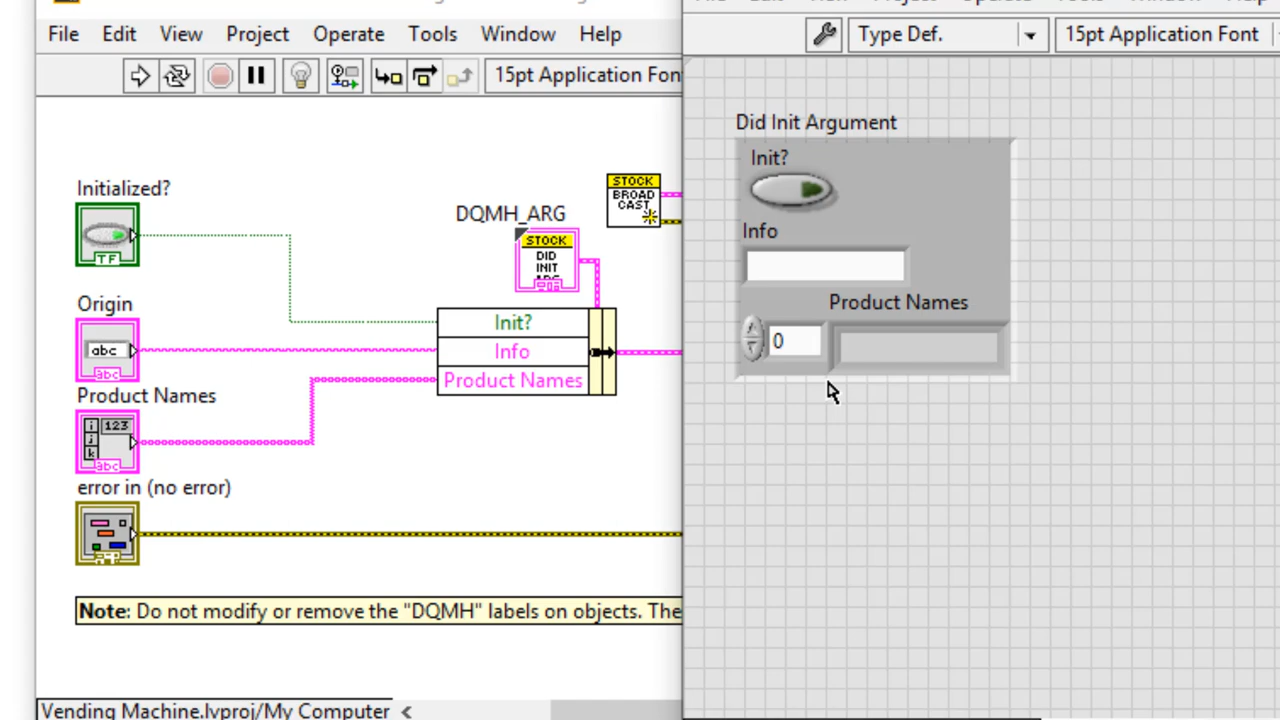 File Edit View Project Operate Tools Window Help
15pt Application Fon
Type Def.
15pt Application Font
Initialized?
TF
Origin
abc
abc
Product Names
123
abc
error in (no error)
DQMH_ARG
STOCK
DID
INIT
STOCK
BROAD
CAST
Init?
Info
Product Names
Note: Do not modify or remove the "DQMH" labels on objects. The
Vending Machine.lvproj/My Computer
Did Init Argument
Init?
Info
Product Names
0